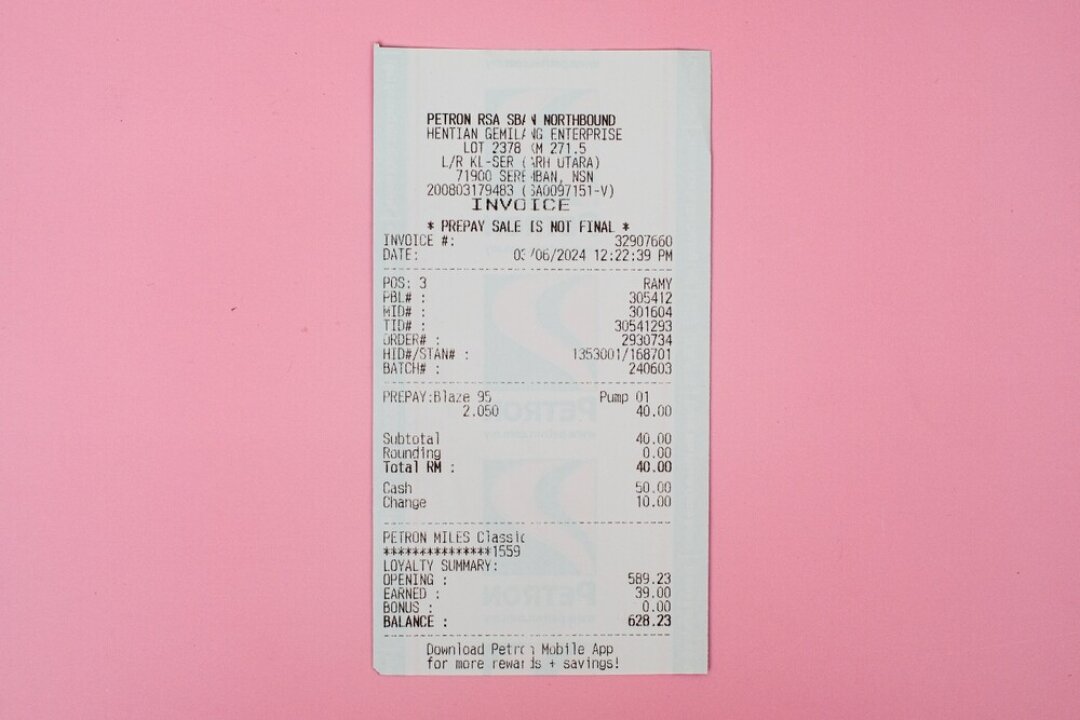 PETRON RSA SBAN NORTHBOUND
HENTIAN GEMILANG ENTERPRISE
LOT 2378 KM 271.5
L/R KL-SER (ARH UTARA)
71900 SEREMBAN, NSN
200803179483 (SA0097151-V)
INVOICE
* PREPAY SALE IS NOT FINAL *
INVOICE #: 32907660
DATE: 03/06/2024 12:22:39 PM
POS: 3 RAMY
PBL# : 305412
MID# : 301604
TID# : 30541293
ORDER# : 2930734
HID#/STAN# : 1353001/168701
BATCH# : 240603
PREPAY:Blaze 95 Pump 01
2.050 40.00
Subtotal 40.00
Rounding 0.00
Total RM : 40.00
Cash 50.00
Change 10.00
PETRON MILES Classic
***************1559
LOYALTY SUMMARY:
OPENING : 589.23
EARNED : 39.00
BONUS : 0.00
BALANCE : 628.23
Download Petron Mobile App
for more rewards + savings!